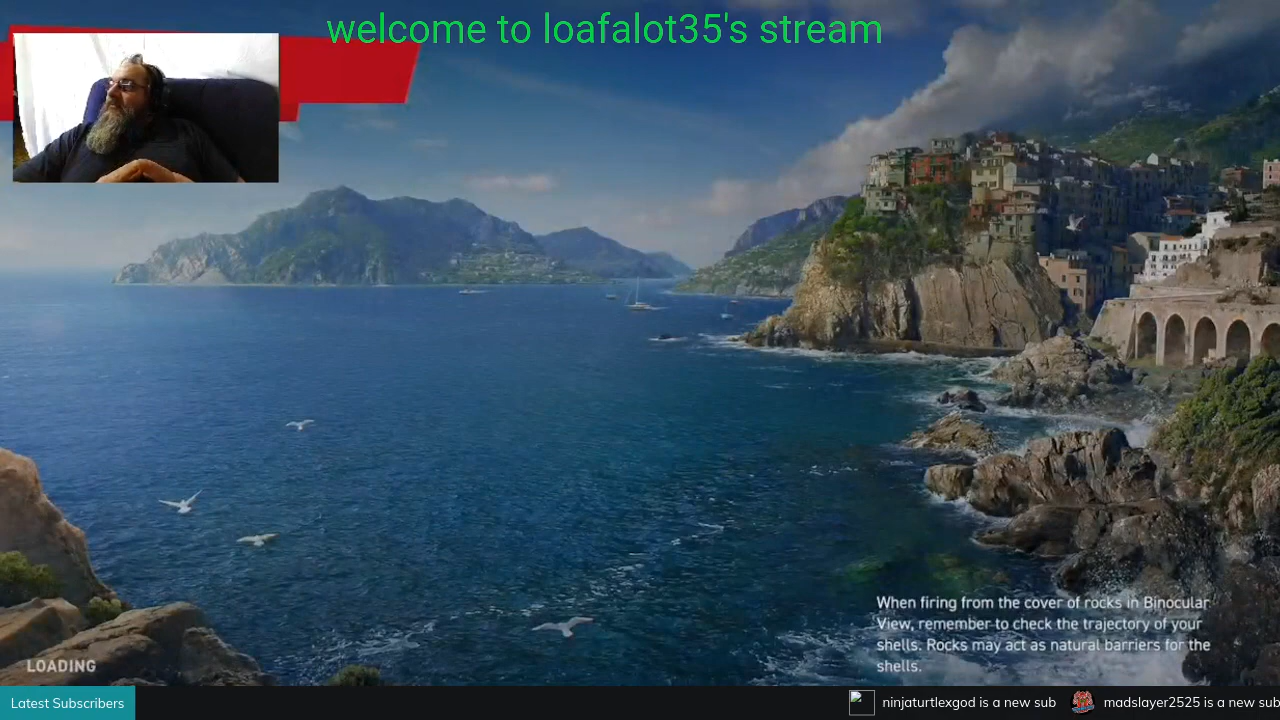 welcome to loafalot35's stream
When firing from the cover of rocks in Binocular
View, remember to check the trajectory of your
shells. Rocks may act as natural barriers for the
shells.
LOADING
Latest Subscribers
ninjaturtlexgod is a new sub
madslayer2525 is a new sub